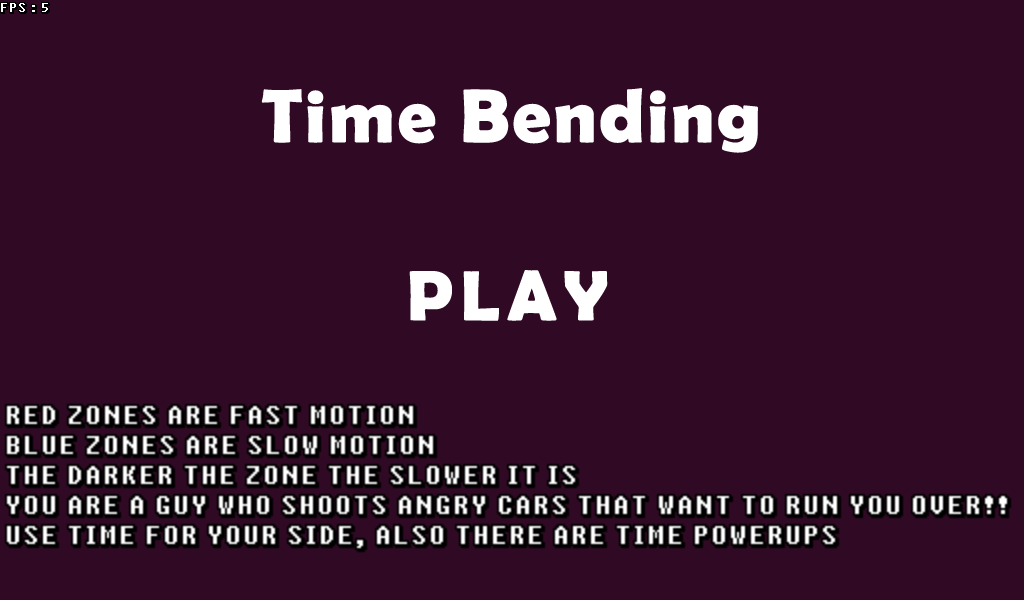 FPS: 5
Time Bending
PLAY
RED ZONES ARE FAST MOTION
BLUE ZONES ARE SLOW MOTION
THE DARKER THE ZONE THE SLOWER IT IS
YOU ARE A GUY WHO SHOOTS ANGRY CARS THAT WANT TO RUN YOU OVER!!
USE TIME FOR YOUR SIDE, ALSO THERE ARE TIME POWERUPS